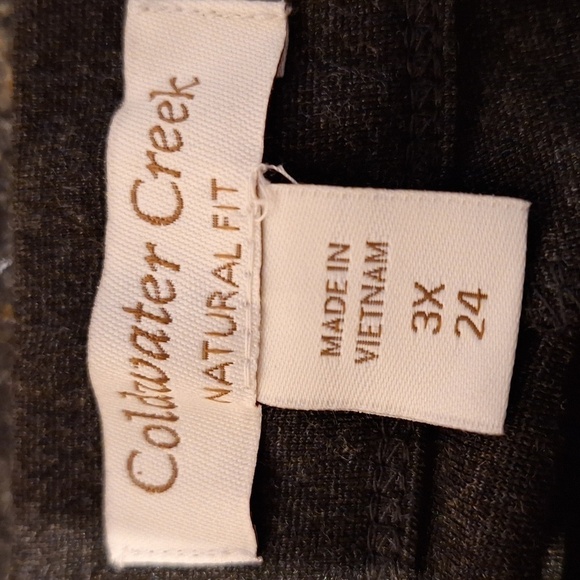 Coldwater Creek
NATURAL FIT
MADE IN
VIETNAM
3X
24